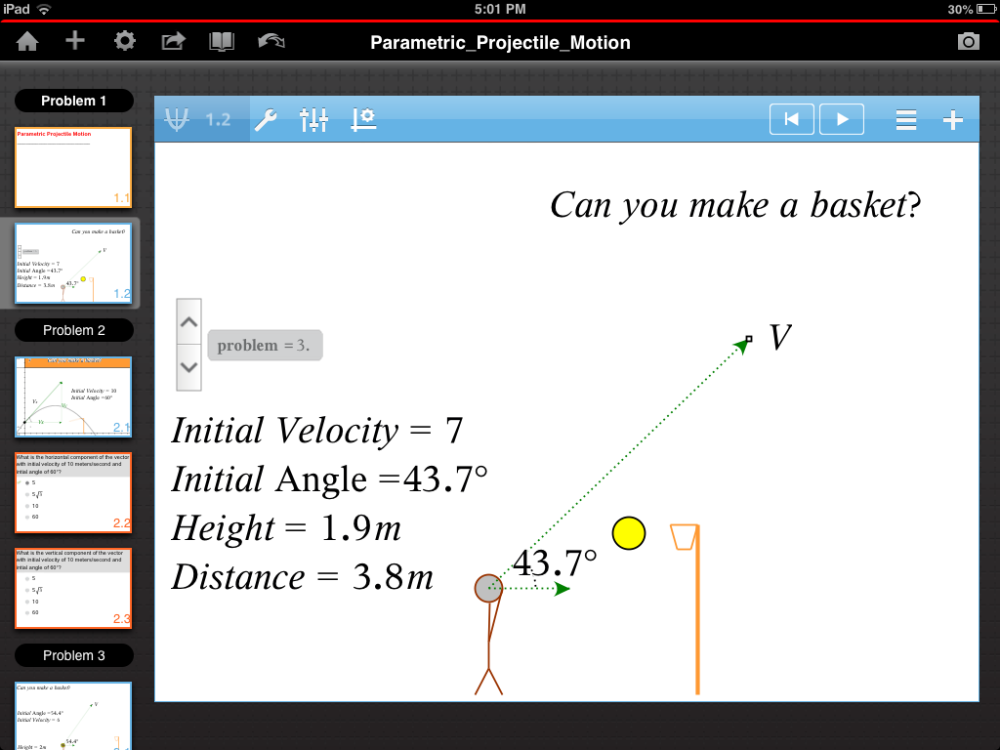 iPad 5:01 PM 30%
Parametric_Projectile_Motion
Problem 1
Parametric Projectile Motion
1.1
Can you make a basket?
V
Initial Velocity = 7
Initial Angle =43.7°
Height = 1.9m
Distance = 3.8m
43.7°
1.2
Problem 2
Can you make a basket?
Initial Velocity = 10
Initial Angle =60°
2.1
What is the horizontal component of the vector
with initial velocity of 10 meters/second and
intial angle of 60°?
5
5√3
10
60
2.2
What is the vertical component of the vector
with initial velocity of 10 meters/second and
intial angle of 60°?
5
5√3
10
60
2.3
Problem 3
Can you make a basket?
V
Initial Angle =54.4°
Initial Velocity = 6
54.4°
Height = 2m
1.2
Can you make a basket?
problem = 3.
V
Initial Velocity = 7
Initial Angle =43.7°
Height = 1.9m
Distance = 3.8m
43.7°